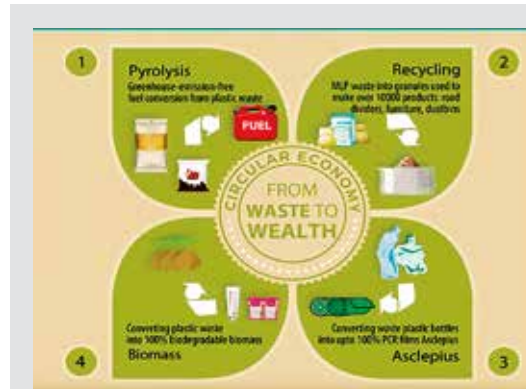 1
Pyrolysis
Greenhouse-emission-free
fuel conversion from plastic waste
FUEL
2
Recycling
MLP waste into granules used to
make over 10000 products: road
dividers, furniture, dustbins
CIRCULAR ECONOMY
FROM
WASTE TO
WEALTH
Converting plastic waste
into 100% biodegradable biomass
Biomass
4
Converting waste plastic bottles
into upto 100% PCR films Asclepius
Asclepius
3